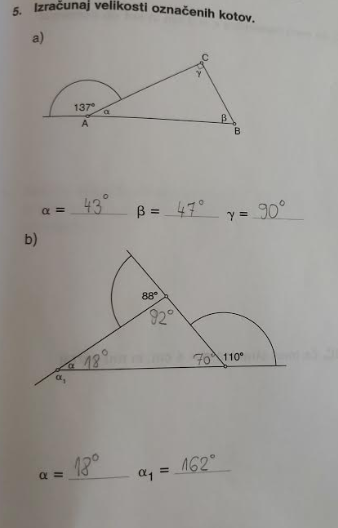 5. Izračunaj velikosti označenih kotov.
a)
C
γ
137°
α
β
A
B
α = 43° β = 47° γ = 90°
b)
88°
92°
α 18° 70° 110°
α₁
α = 18° α₁ = 162°